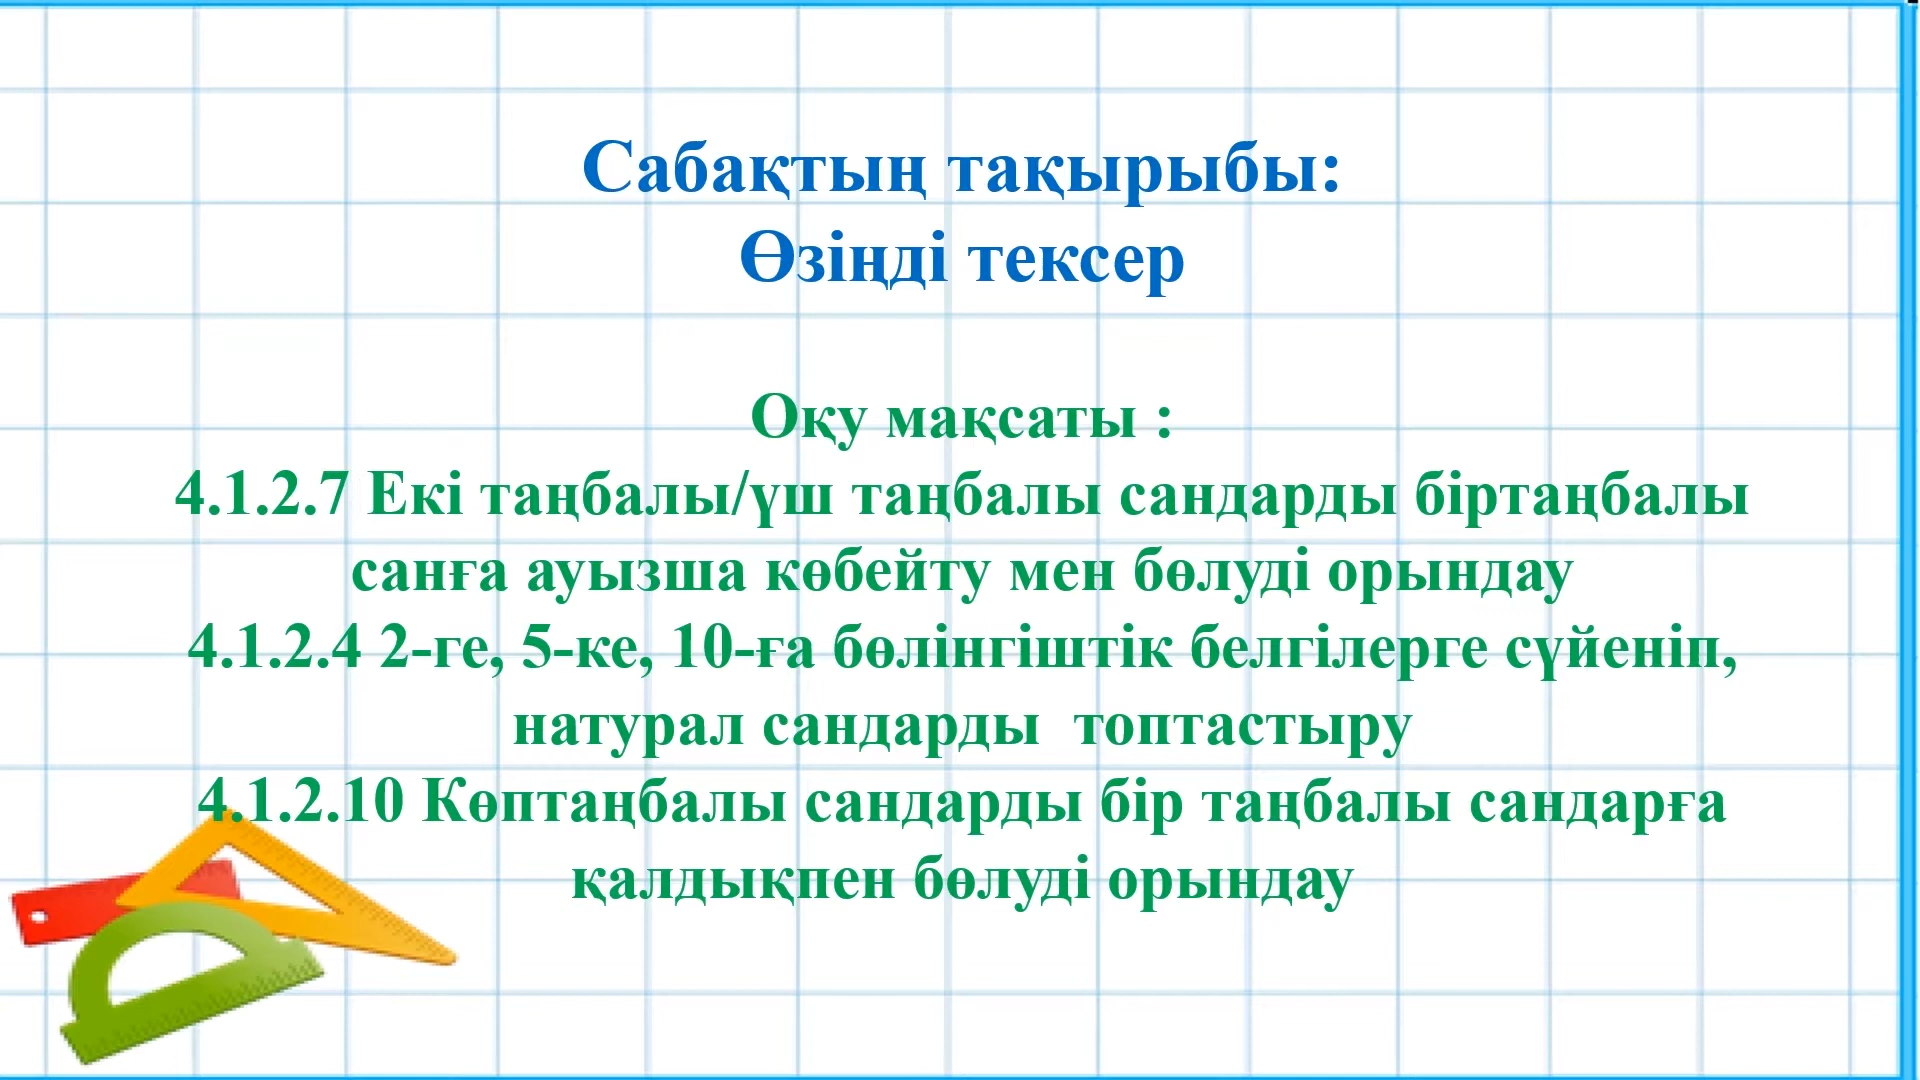 Сабақтың тақырыбы:
Өзіңді тексер
Оқу мақсаты :
4.1.2.7 Екі таңбалы/үш таңбалы сандарды біртаңбалы
санға ауызша көбейту мен бөлуді орындау
4.1.2.4 2-ге, 5-ке, 10-ға бөлінгіштік белгілерге сүйеніп,
натурал сандарды  топтастыру
4.1.2.10 Көптаңбалы сандарды бір таңбалы сандарға
қалдықпен бөлуді орындау